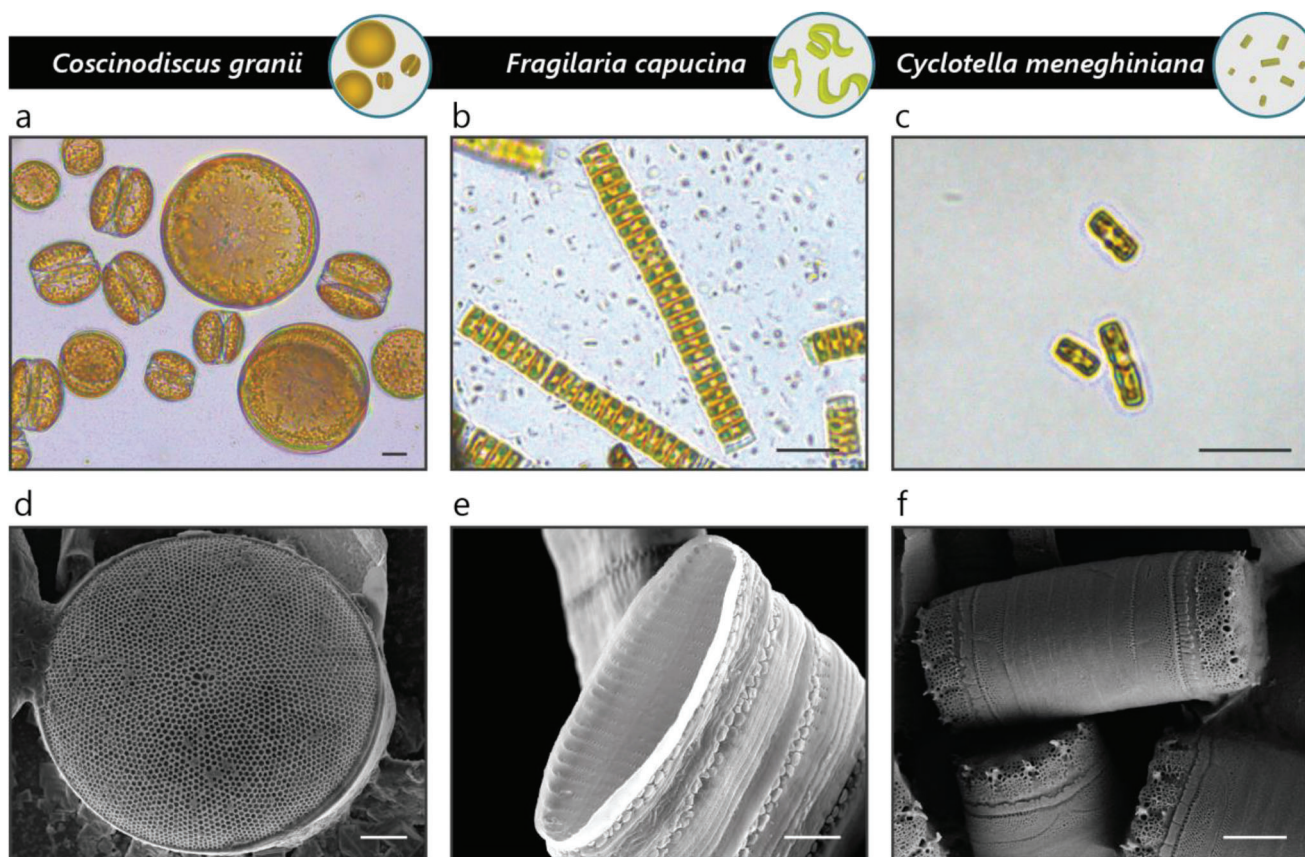 Coscinodiscus granii
Fragilaria capucina
Cyclotella meneghiniana
a
b
c
d
e
f